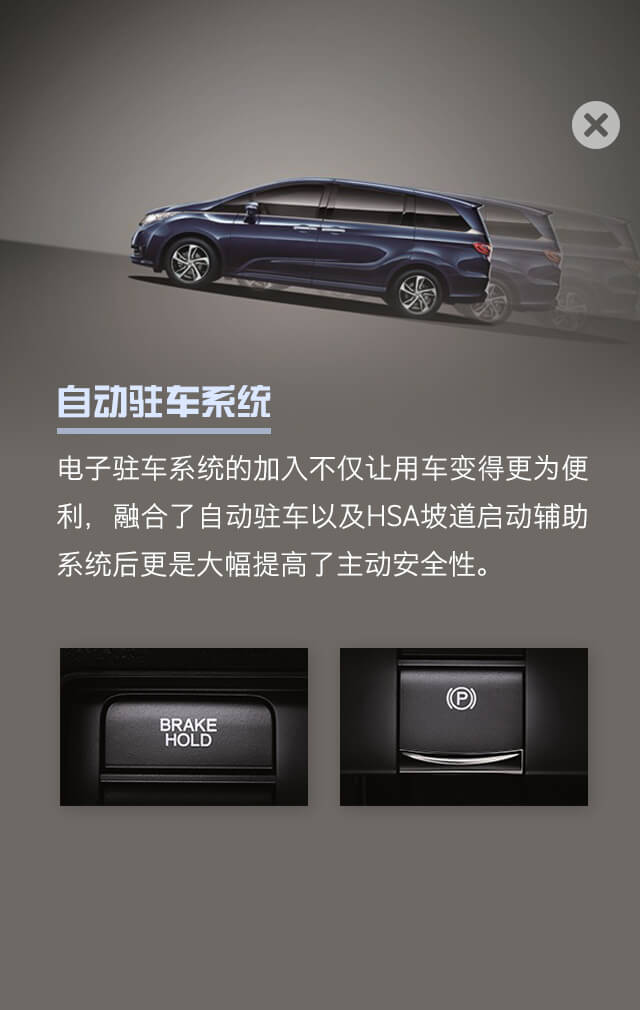 自动驻车系统
电子驻车系统的加入不仅让用车变得更为便
利，融合了自动驻车以及HSA坡道启动辅助
系统后更是大幅提高了主动安全性。
BRAKE
HOLD
P